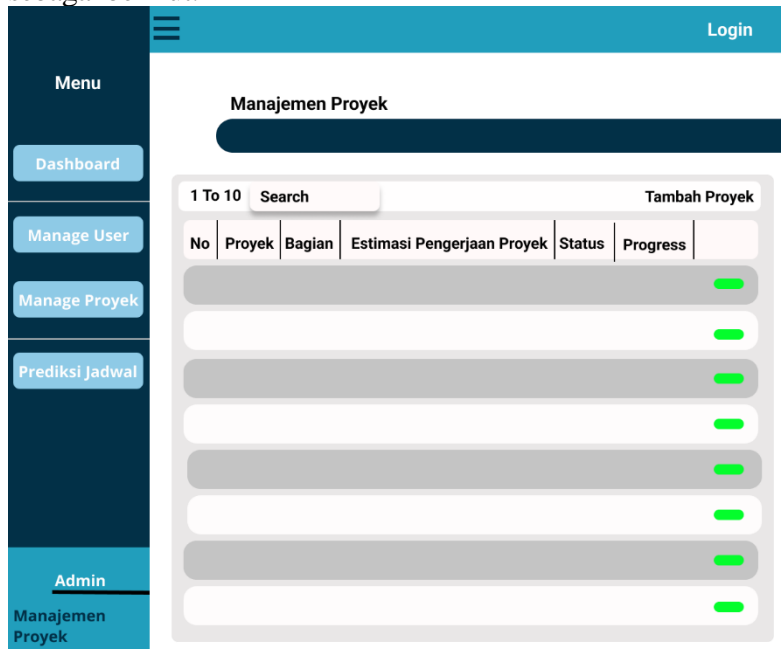 Login
Menu
Manajemen Proyek
Dashboard
1 To 10 Search Tambah Proyek
Manage User
No Proyek Bagian Estimasi Pengerjaan Proyek Status Progress
Manage Proyek
Prediksi Jadwal
Admin
Manajemen
Proyek